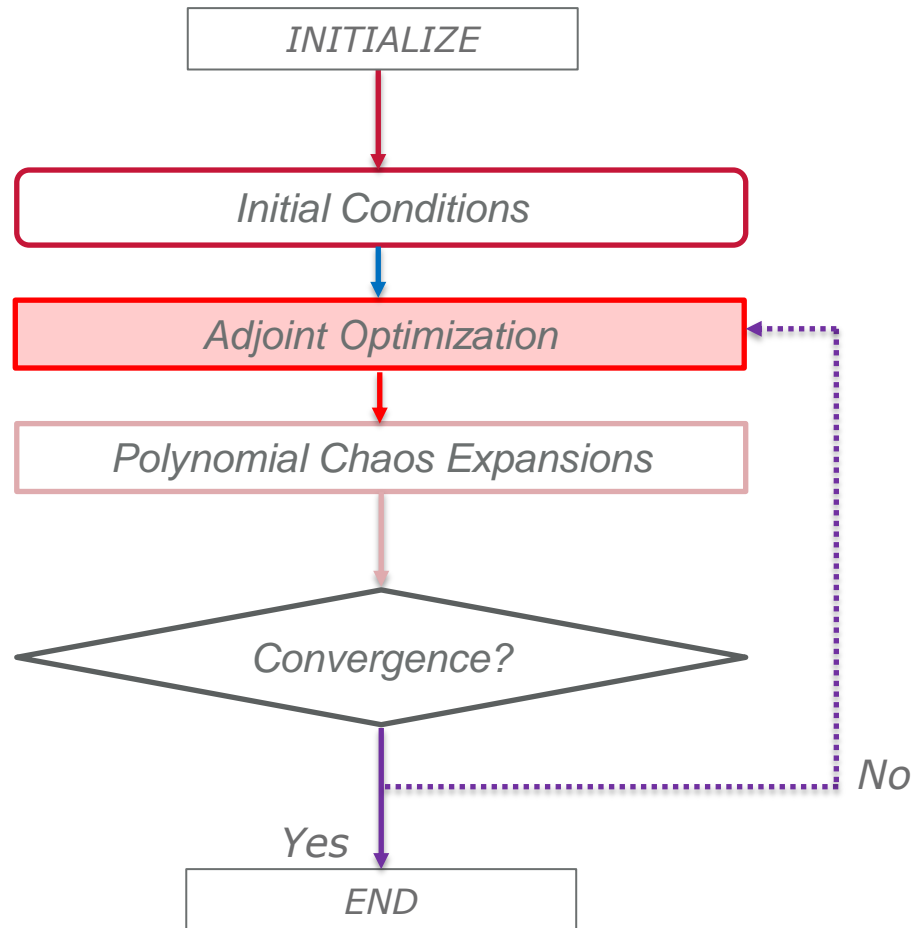 INITIALIZE
Initial Conditions
Adjoint Optimization
Polynomial Chaos Expansions
Convergence?
No
Yes
END